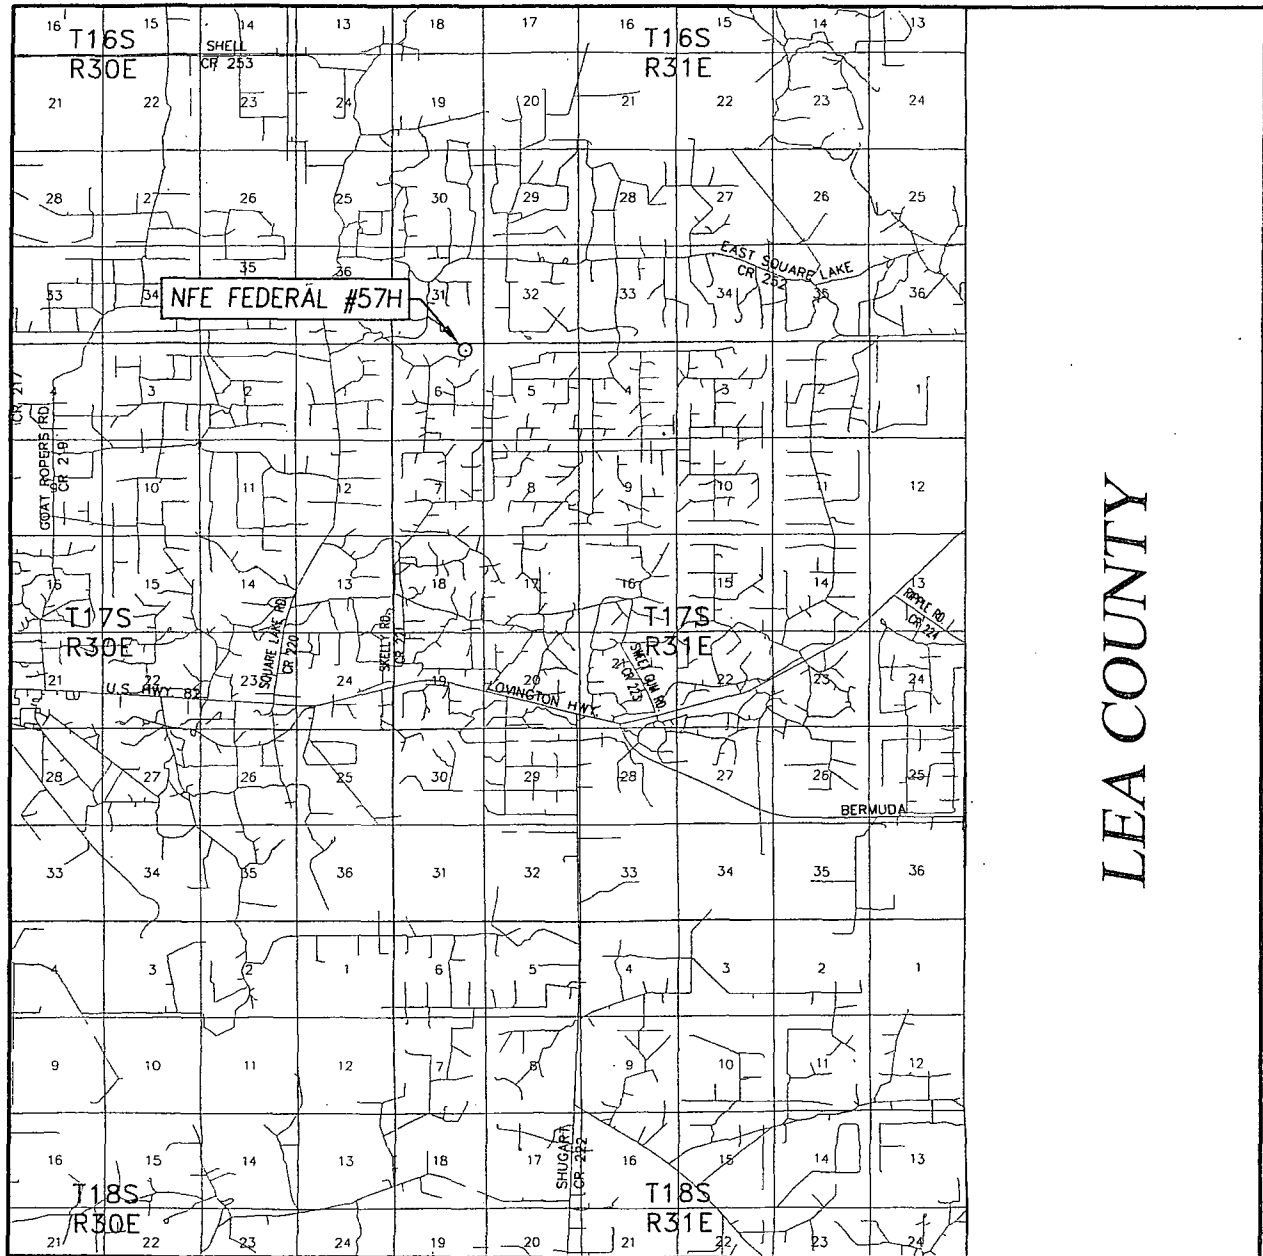 16 15 14 13 18 17 16 15 14 13
T16S T16S
SHELL
R30E CR 253 R31E
21 22 23 24 19 20 21 22 23 24
28 27 26 25 30 29 28 27 26 25
EAST SQUARE LAKE
CR 252
33 34 35 36 31 32 33 34 35 36
NFE FEDERAL #57H
4 3 2 1 6 5 4 3 2 1
CR 217
GOAT ROPERS RD
CR 219
9 10 11 12 7 8 9 10 11 12
16 15 14 13 18 17 16 15 14 13
RIPPLE RD.
CR 224
T17S T17S
R30E R31E
SQUARE LAKE RD.
CR 220
SKELLY RD.
CR 221
SWEET GUM RD.
CR 223
21 22 23 24 19 20 21 22 23 24
U.S. HWY 82
LOVINGTON HWY.
28 27 26 25 30 29 28 27 26 25
BERMUDA
33 34 35 36 31 32 33 34 35 36
4 3 2 1 6 5 4 3 2 1
9 10 11 12 7 8 9 10 11 12
SHUGART
CR 222
16 15 14 13 18 17 16 15 14 13
T18S T18S
R30E R31E
21 22 23 24 19 20 21 22 23 24
LEA COUNTY